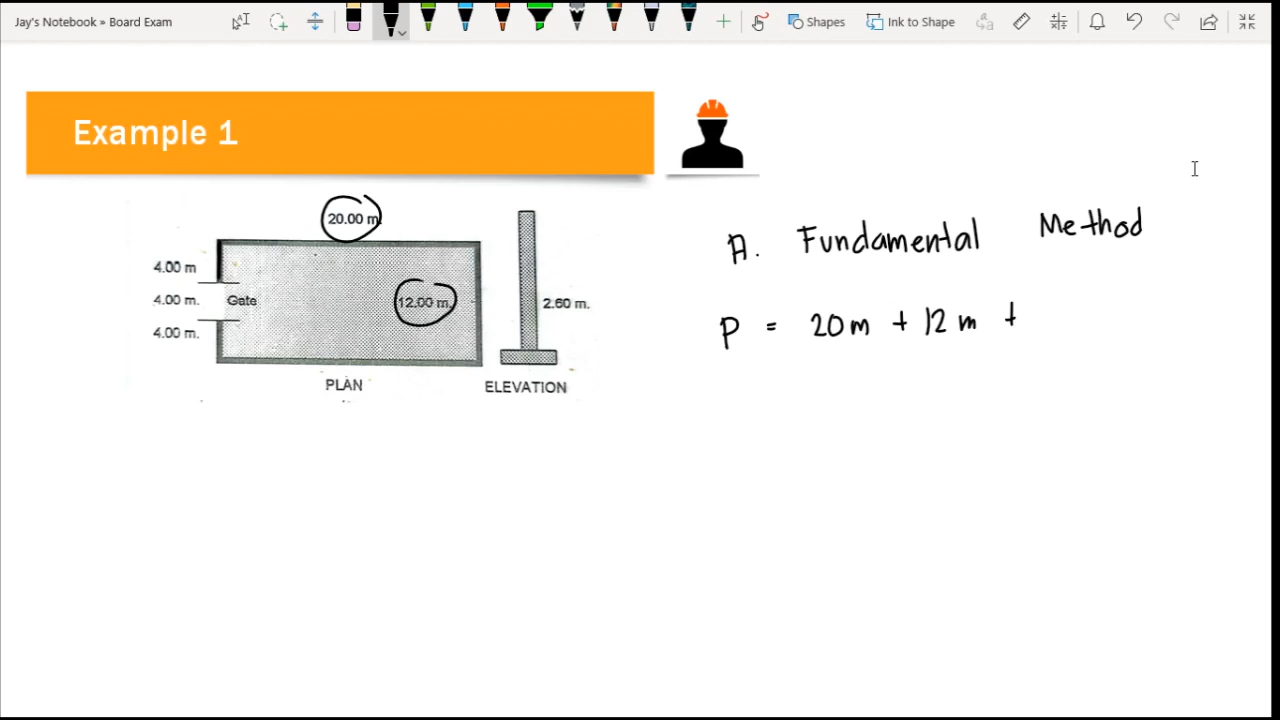 Jay's Notebook » Board Exam
Shapes
Ink to Shape
Example 1
20.00 m.
4.00 m
4.00 m.
Gate
12.00 m.
4.00 m.
2.60 m.
PLAN
ELEVATION
A. Fundamental Method
P = 20m + 12m +